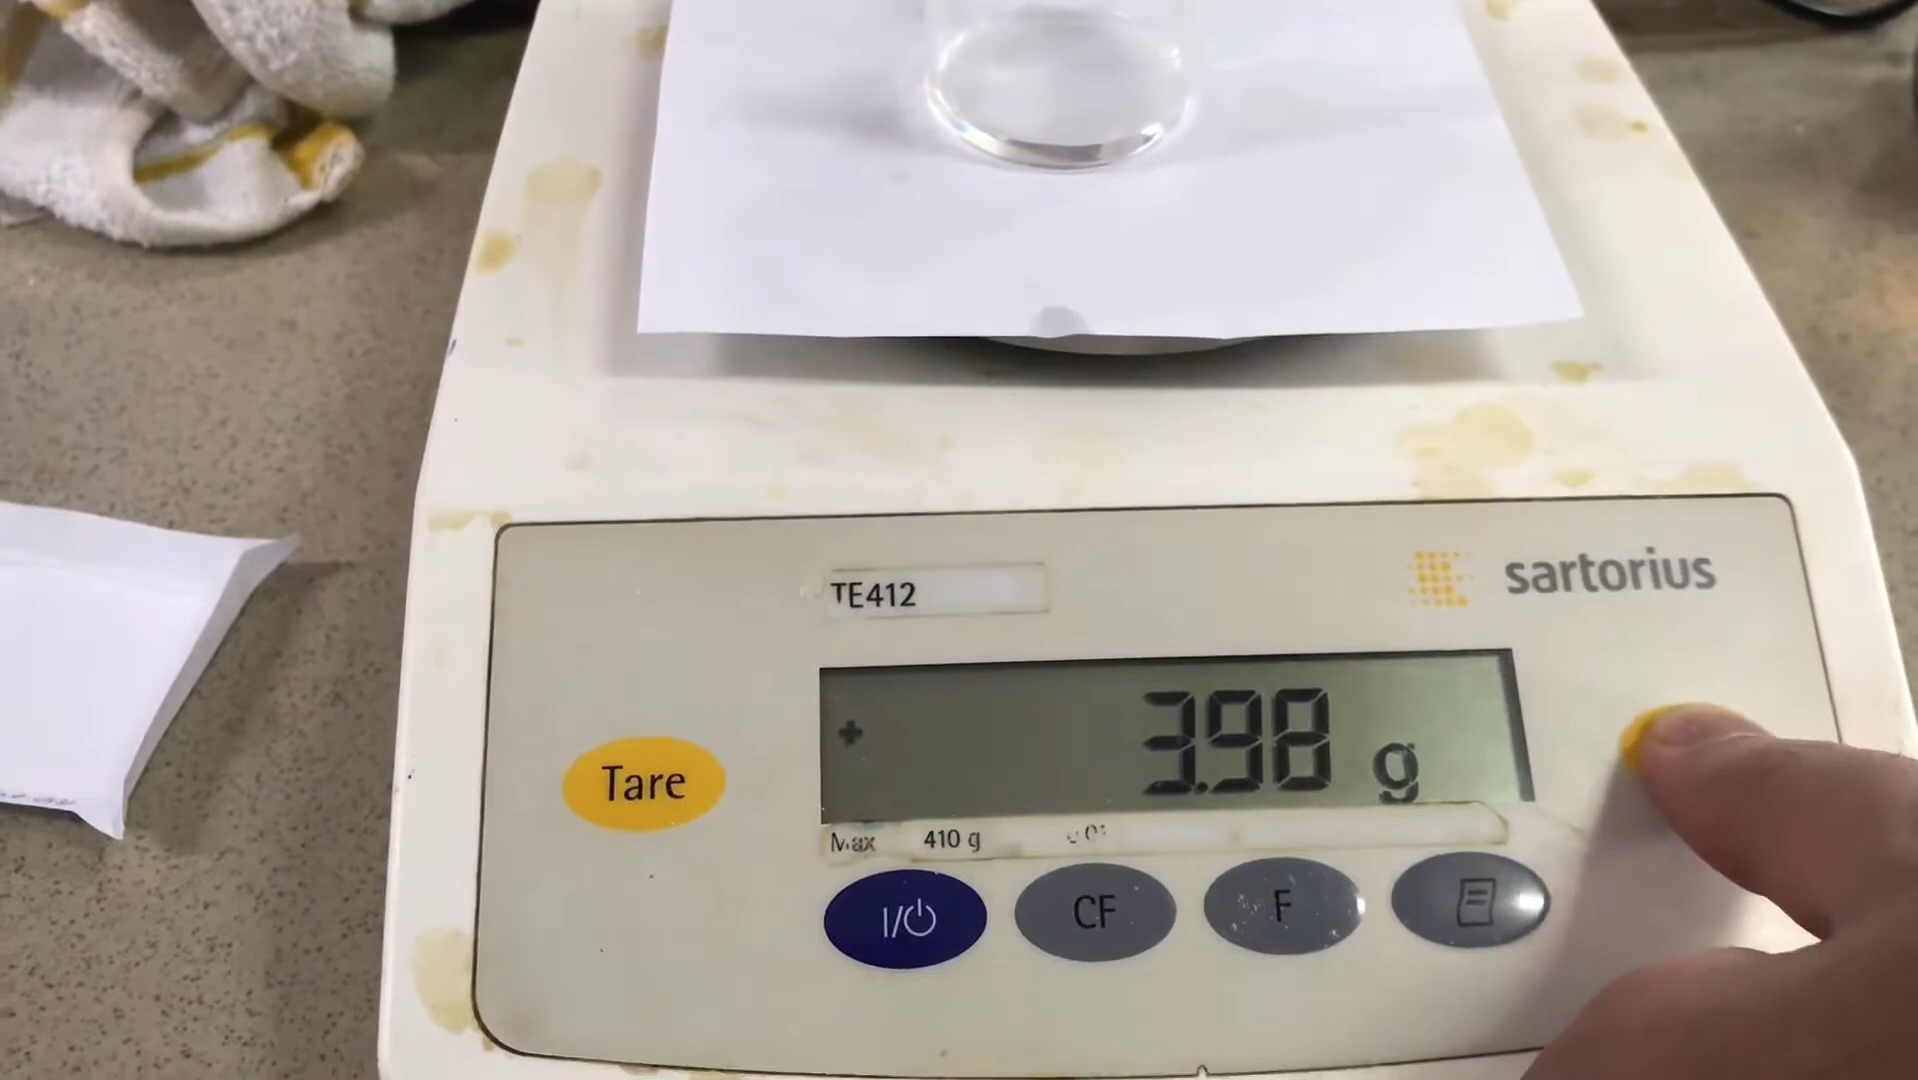 TE412
sartorius
+ 3.98 g
Tare
Max 410 g
I/⏻ CF F